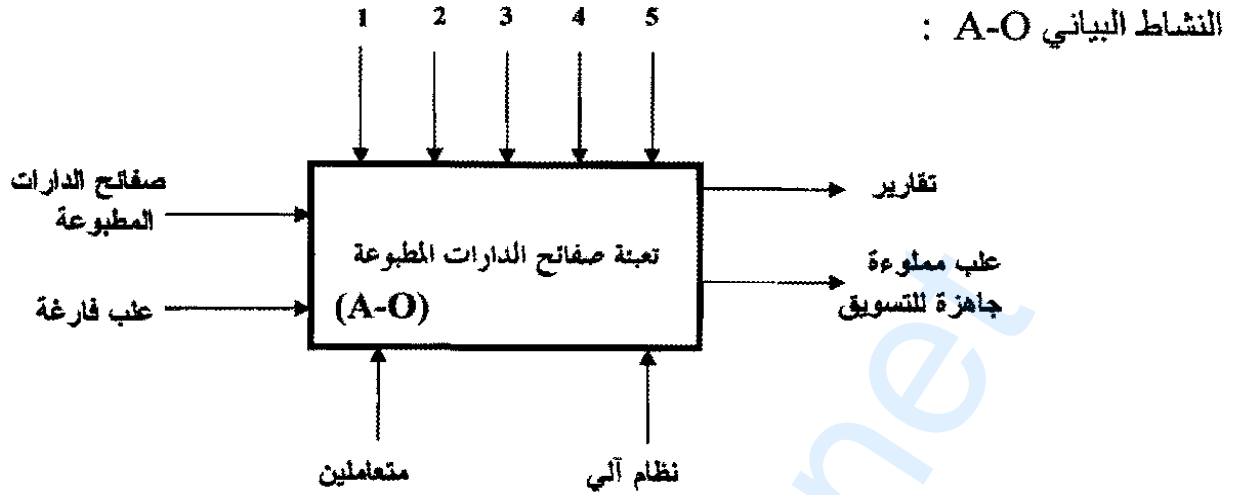 النشاط البياني A-O :
1 2 3 4 5
صفائح الدارات
المطبوعة
علب فارغة
تعبئة صفائح الدارات المطبوعة
(A-O)
تقارير
علب مملوءة
جاهزة للتسويق
متعاملين
نظام آلي
net